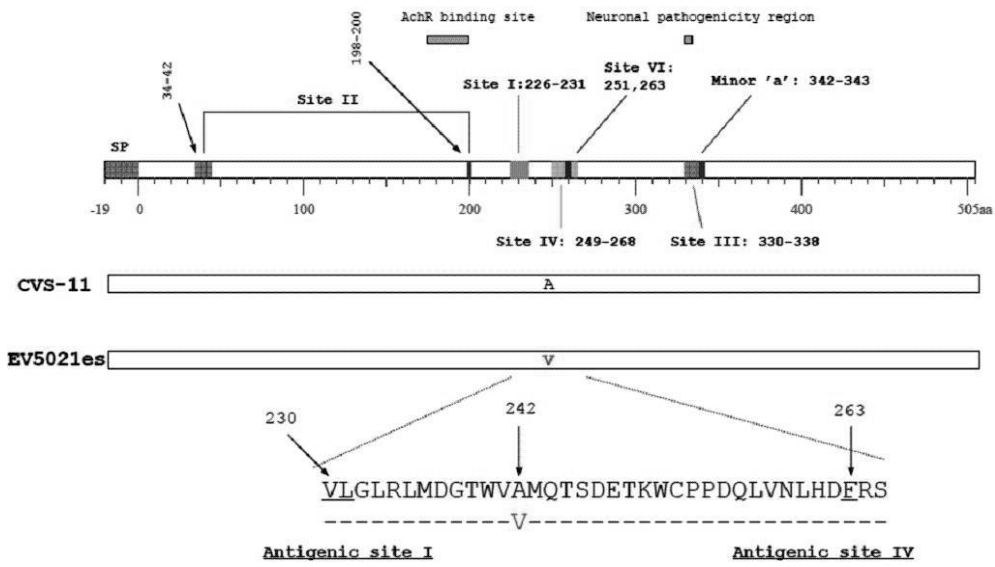 AchR binding site
Neuronal pathogenicity region
34-42
198-200
Site II
Site I:226-231
Site VI:
251,263
Minor 'a': 342-343
SP
-19 0 100 200 300 400 505aa
Site IV: 249-268
Site III: 330-338
CVS-11
A
EV5021es
V
230
242
263
VLGLRLMDGTWVAMQTSDETKWCPPDQLVNLHDFRS
------------V-----------------------
Antigenic site I
Antigenic site IV